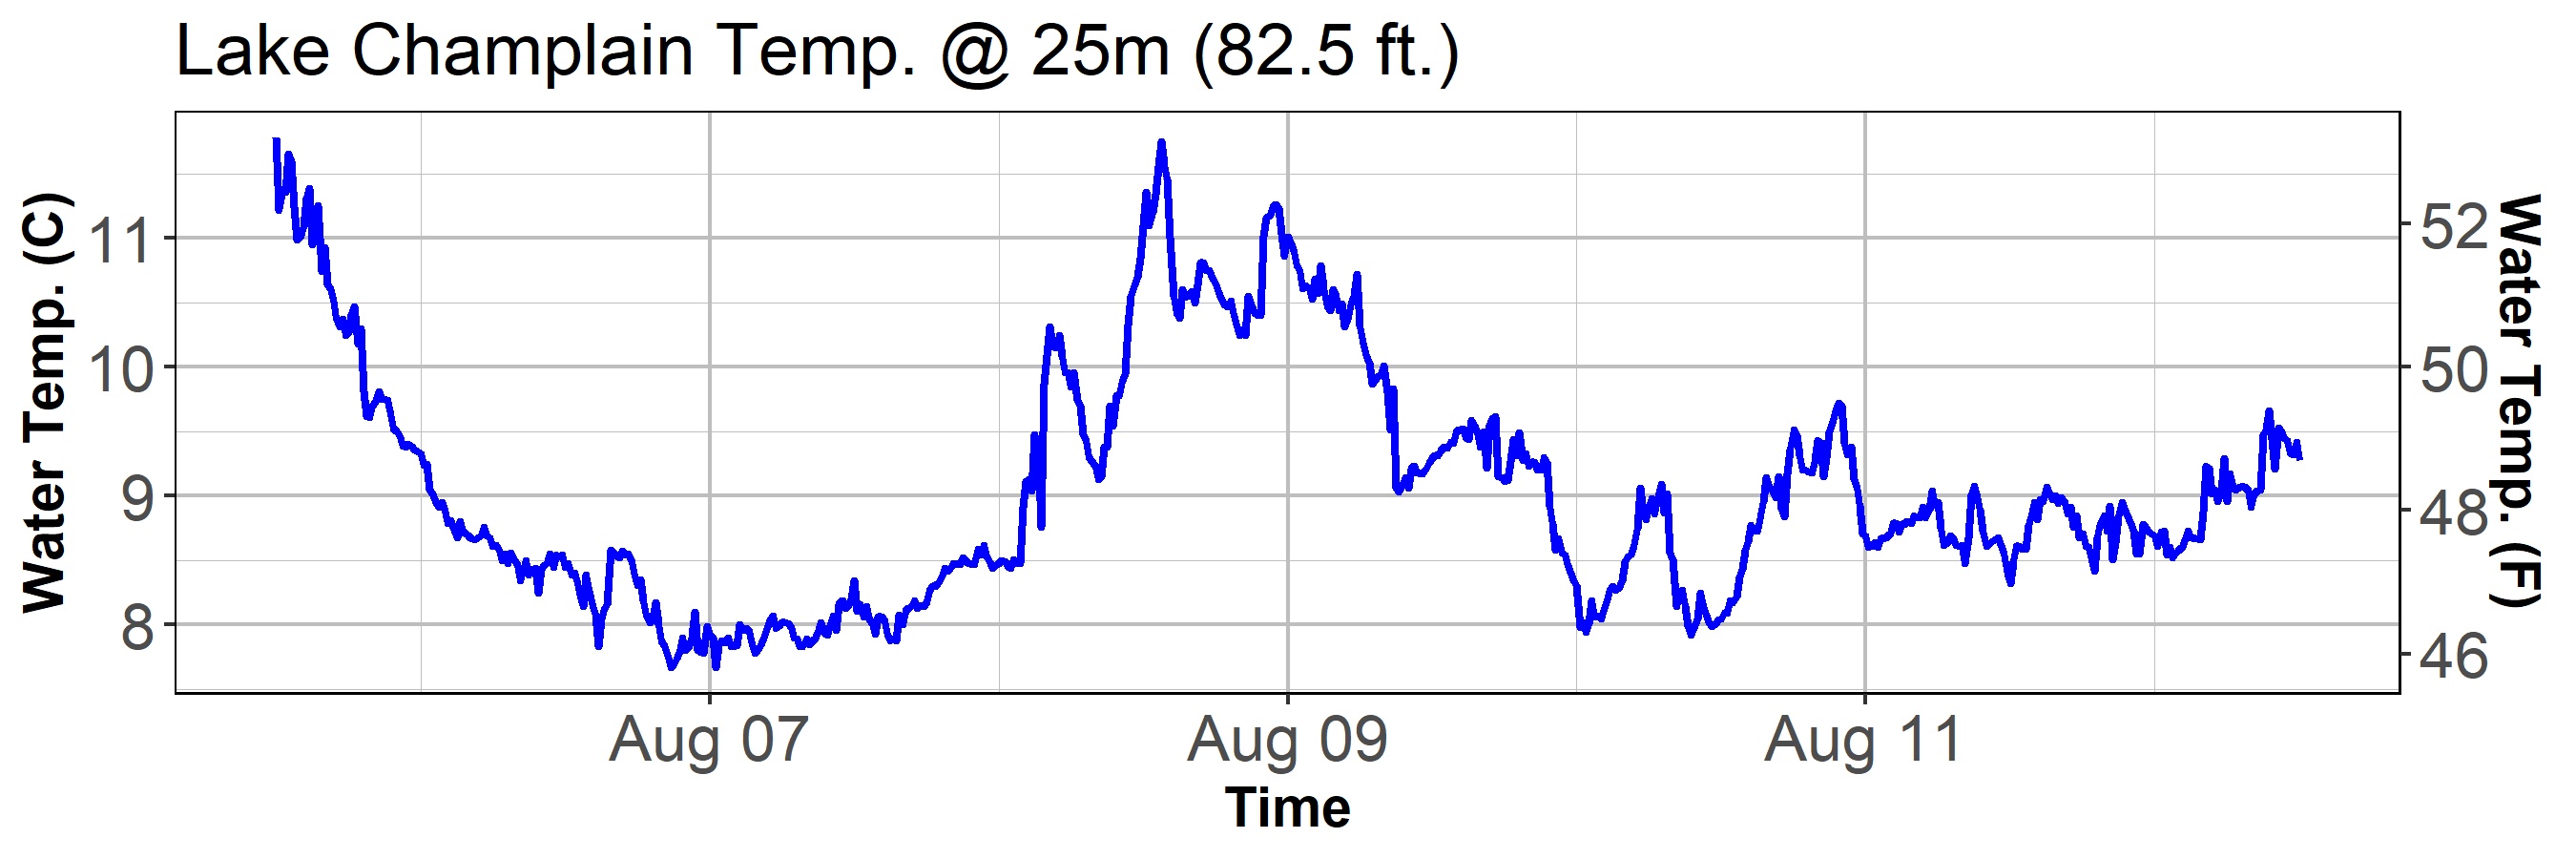 Lake Champlain Temp. @ 25m (82.5 ft.)
Water Temp. (C)
11
10
9
8
52
50
48
46
Water Temp. (F)
Aug 07
Aug 09
Aug 11
Time